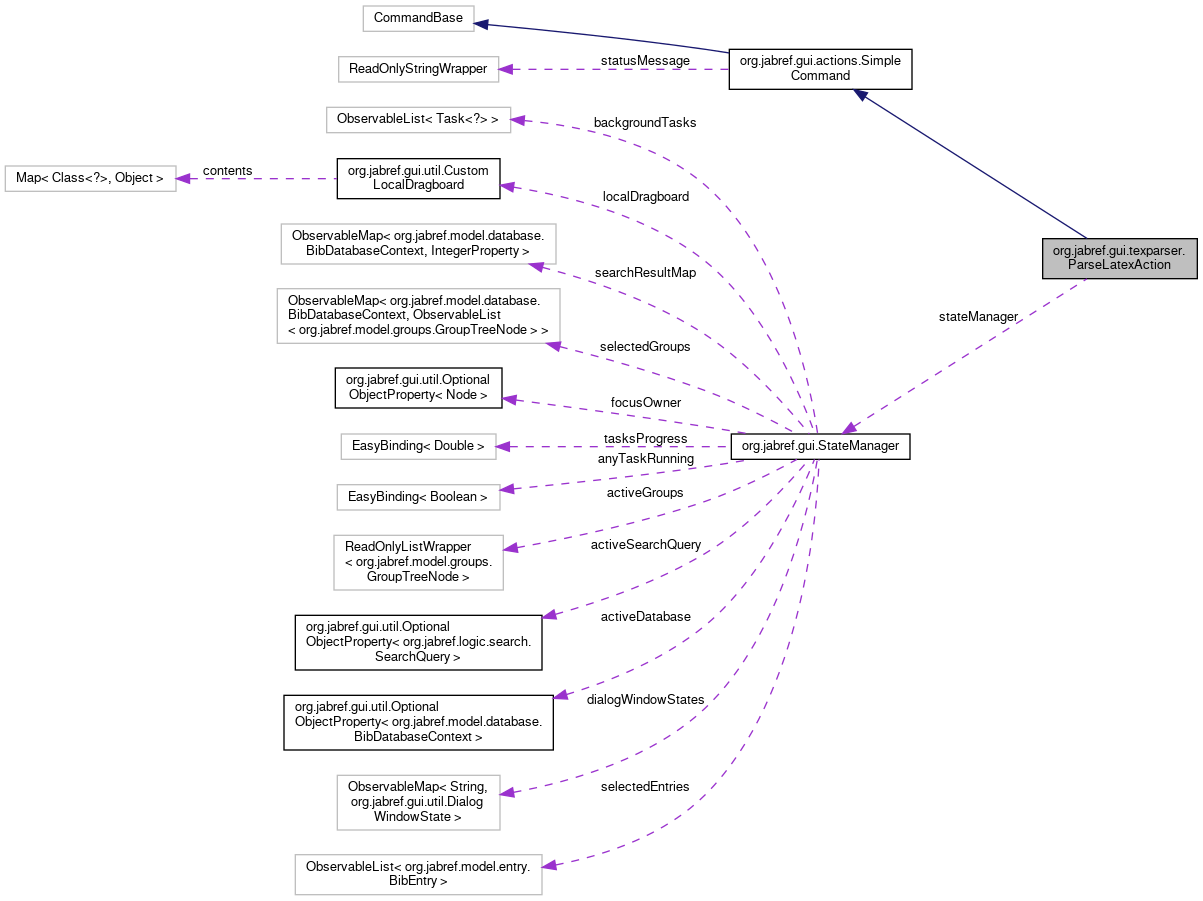 CommandBase
org.jabref.gui.actions.Simple
Command
statusMessage
ReadOnlyStringWrapper
ObservableList< Task<?> >
backgroundTasks
Map< Class<?>, Object >
contents
org.jabref.gui.util.Custom
LocalDragboard
localDragboard
ObservableMap< org.jabref.model.database.
BibDatabaseContext, IntegerProperty >
searchResultMap
org.jabref.gui.texparser.
ParseLatexAction
stateManager
ObservableMap< org.jabref.model.database.
BibDatabaseContext, ObservableList
< org.jabref.model.groups.GroupTreeNode > >
selectedGroups
org.jabref.gui.util.Optional
ObjectProperty< Node >
focusOwner
EasyBinding< Double >
tasksProgress
org.jabref.gui.StateManager
anyTaskRunning
EasyBinding< Boolean >
activeGroups
ReadOnlyListWrapper
< org.jabref.model.groups.
GroupTreeNode >
activeSearchQuery
org.jabref.gui.util.Optional
ObjectProperty< org.jabref.logic.search.
SearchQuery >
activeDatabase
org.jabref.gui.util.Optional
ObjectProperty< org.jabref.model.database.
BibDatabaseContext >
dialogWindowStates
ObservableMap< String,
org.jabref.gui.util.Dialog
WindowState >
selectedEntries
ObservableList< org.jabref.model.entry.
BibEntry >